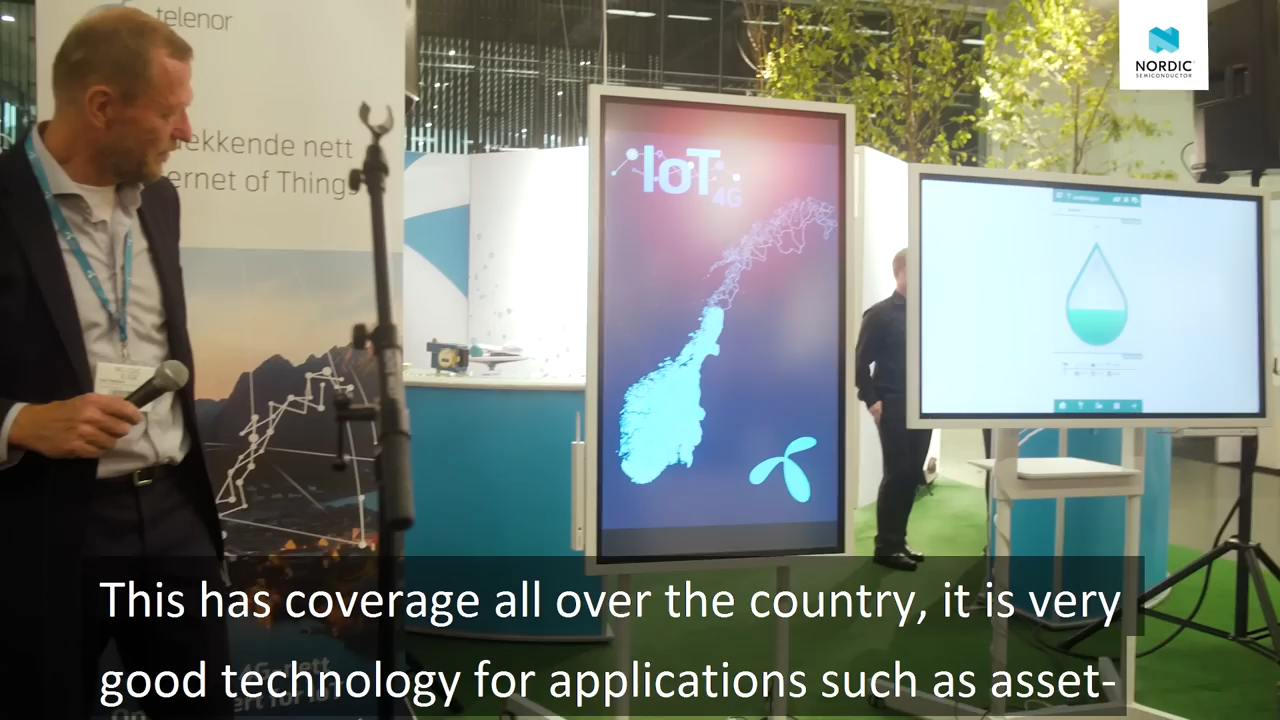 telenor
NORDIC
SEMICONDUCTOR
ekkende nett
ernet of Things
IoT
4G
This has coverage all over the country, it is very
good technology for applications such as asset-